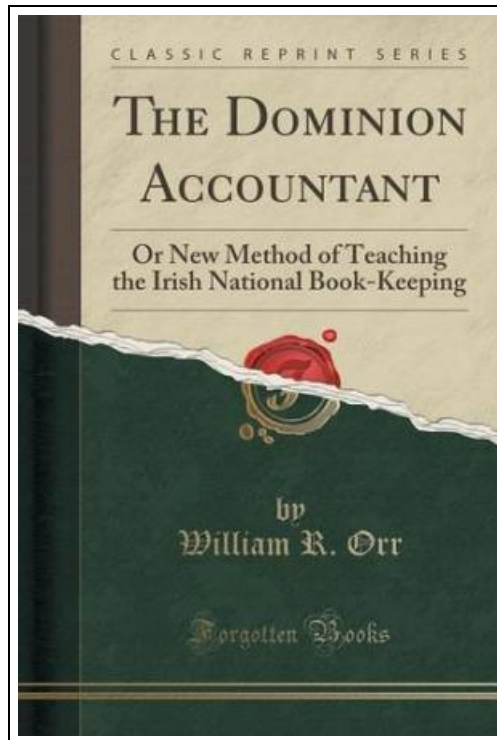 CLASSIC REPRINT SERIES
THE DOMINION
ACCOUNTANT
Or New Method of Teaching
the Irish National Book-Keeping
by
William R. Orr
Forgotten Books